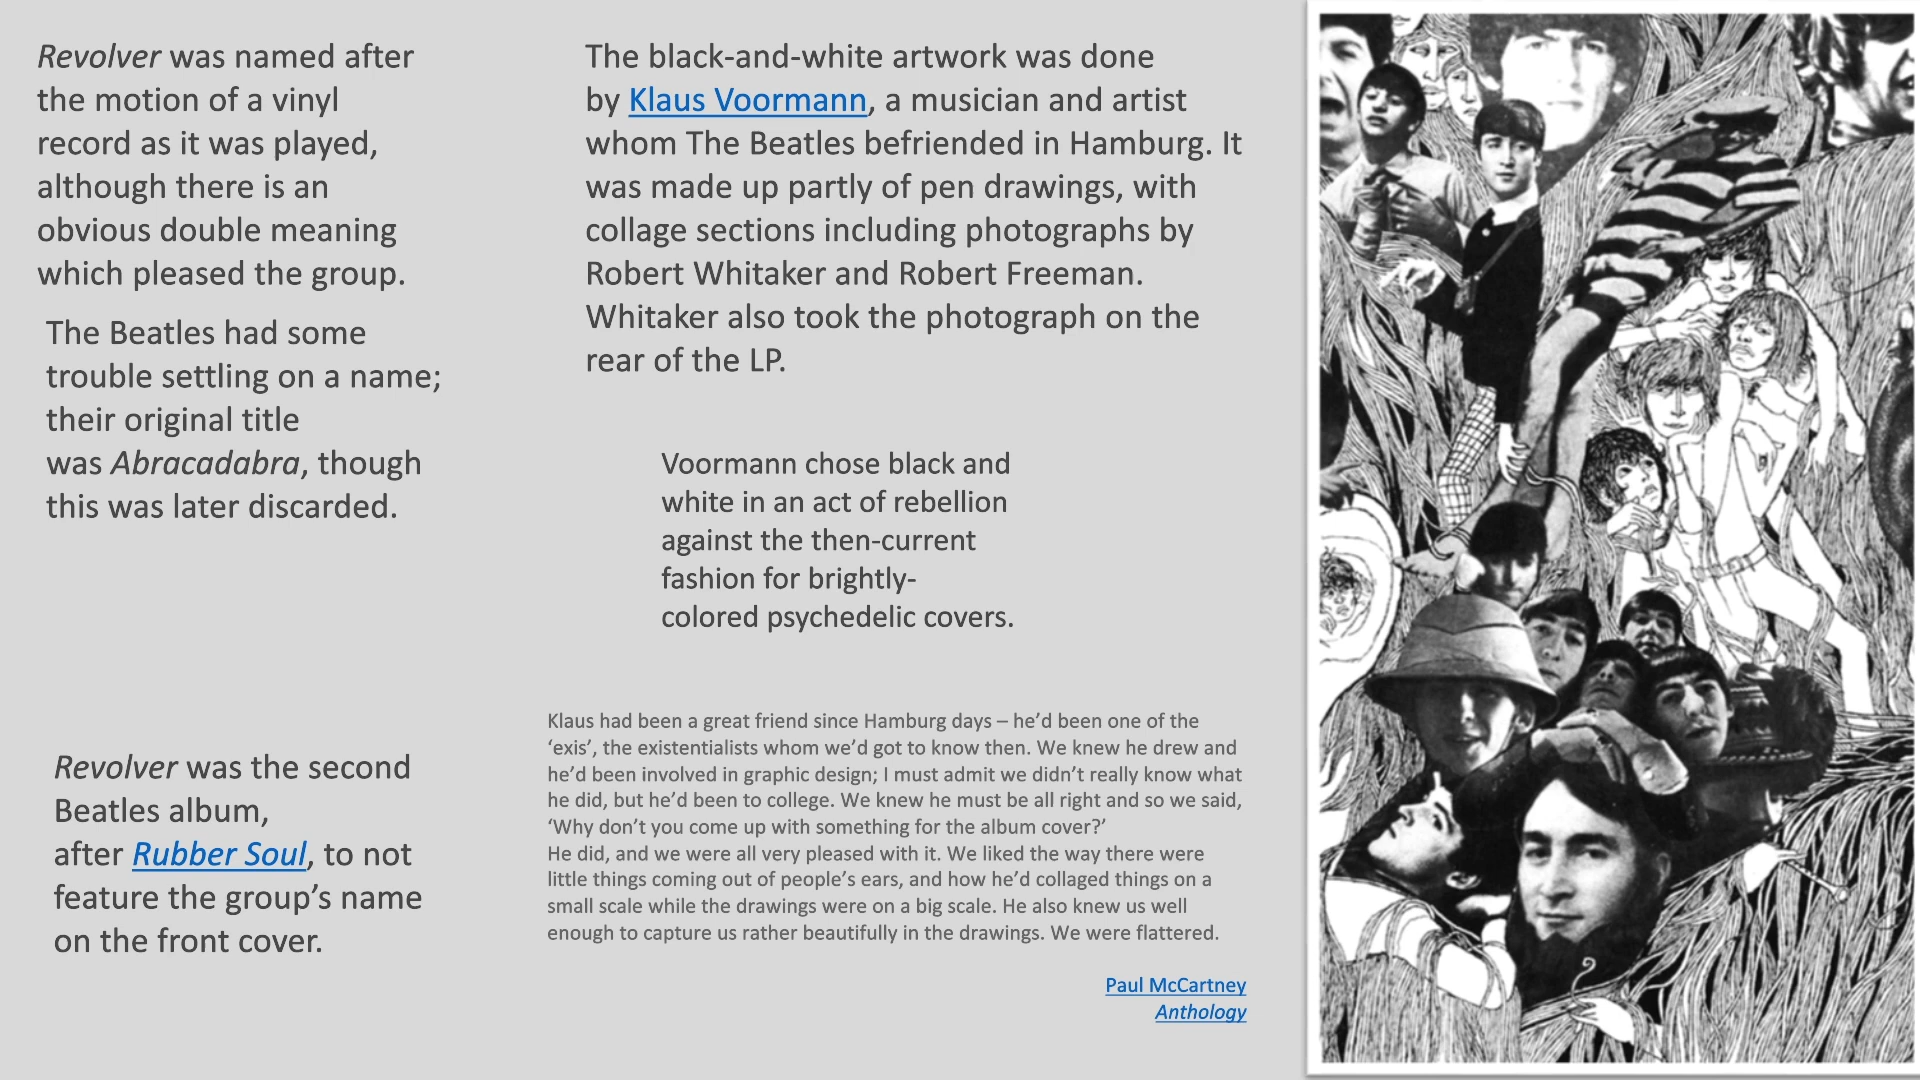 Revolver was named after
the motion of a vinyl
record as it was played,
although there is an
obvious double meaning
which pleased the group.
The Beatles had some
trouble settling on a name;
their original title
was Abracadabra, though
this was later discarded.
Revolver was the second
Beatles album,
after Rubber Soul, to not
feature the group’s name
on the front cover.
The black-and-white artwork was done
by Klaus Voormann, a musician and artist
whom The Beatles befriended in Hamburg. It
was made up partly of pen drawings, with
collage sections including photographs by
Robert Whitaker and Robert Freeman.
Whitaker also took the photograph on the
rear of the LP.
Voormann chose black and
white in an act of rebellion
against the then-current
fashion for brightly-
colored psychedelic covers.
Klaus had been a great friend since Hamburg days – he’d been one of the
‘exis’, the existentialists whom we’d got to know then. We knew he drew and
he’d been involved in graphic design; I must admit we didn’t really know what
he did, but he’d been to college. We knew he must be all right and so we said,
‘Why don’t you come up with something for the album cover?’
He did, and we were all very pleased with it. We liked the way there were
little things coming out of people’s ears, and how he’d collaged things on a
small scale while the drawings were on a big scale. He also knew us well
enough to capture us rather beautifully in the drawings. We were flattered.
Paul McCartney
Anthology